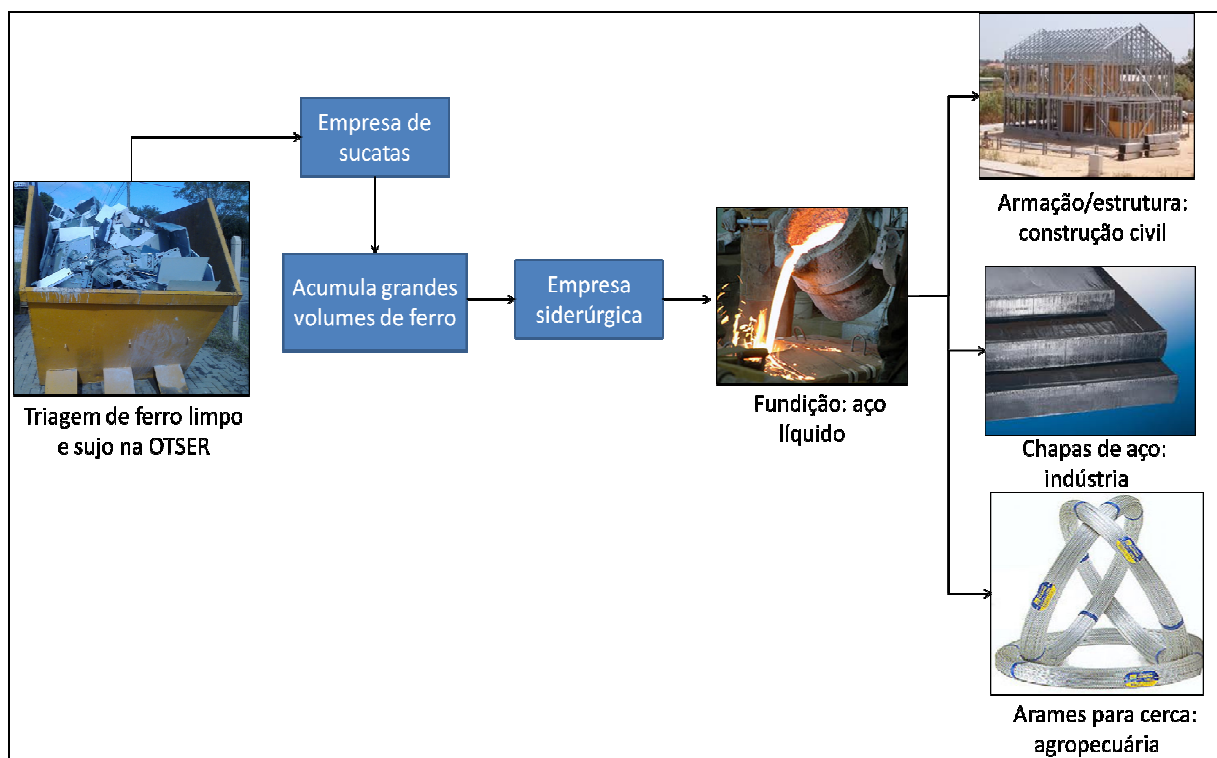 Empresa de
sucatas
Triagem de ferro limpo
e sujo na OTSER
Acumula grandes
volumes de ferro
Empresa
siderúrgica
Fundição: aço
líquido
Armação/estrutura:
construção civil
Chapas de aço:
indústria
Arames para cerca:
agropecuária